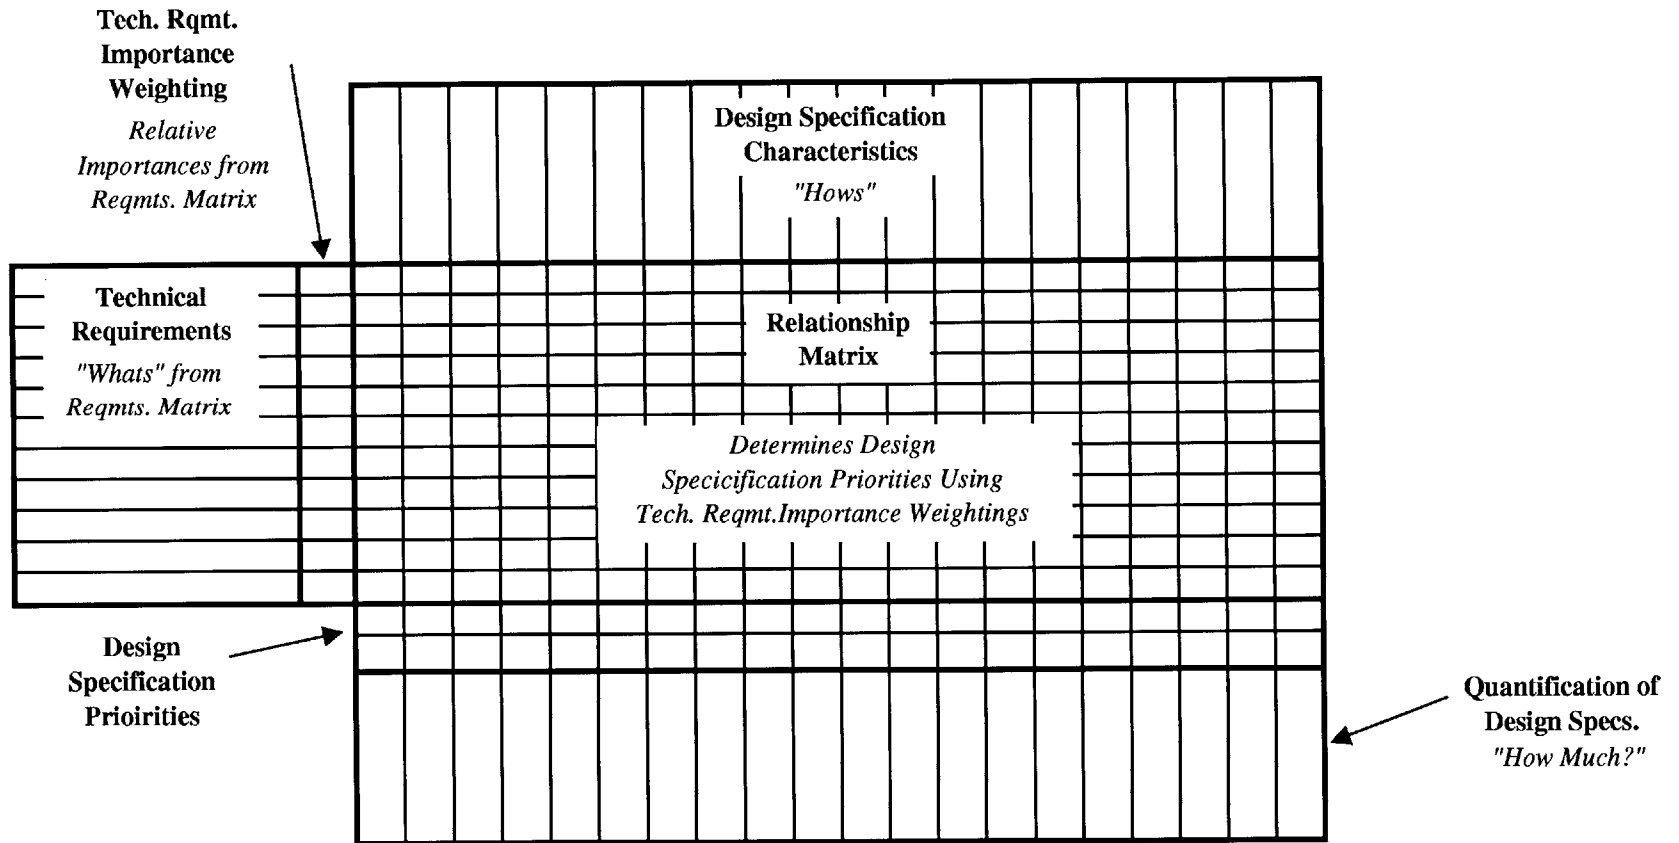 Tech. Rqmt.
Importance
Weighting
Relative
Importances from
Reqmts. Matrix
Design Specification
Characteristics
"Hows"
Technical
Requirements
"Whats" from
Reqmts. Matrix
Relationship
Matrix
Determines Design
Specicification Priorities Using
Tech. Reqmt.Importance Weightings
Design
Specification
Prioirities
Quantification of
Design Specs.
"How Much?"